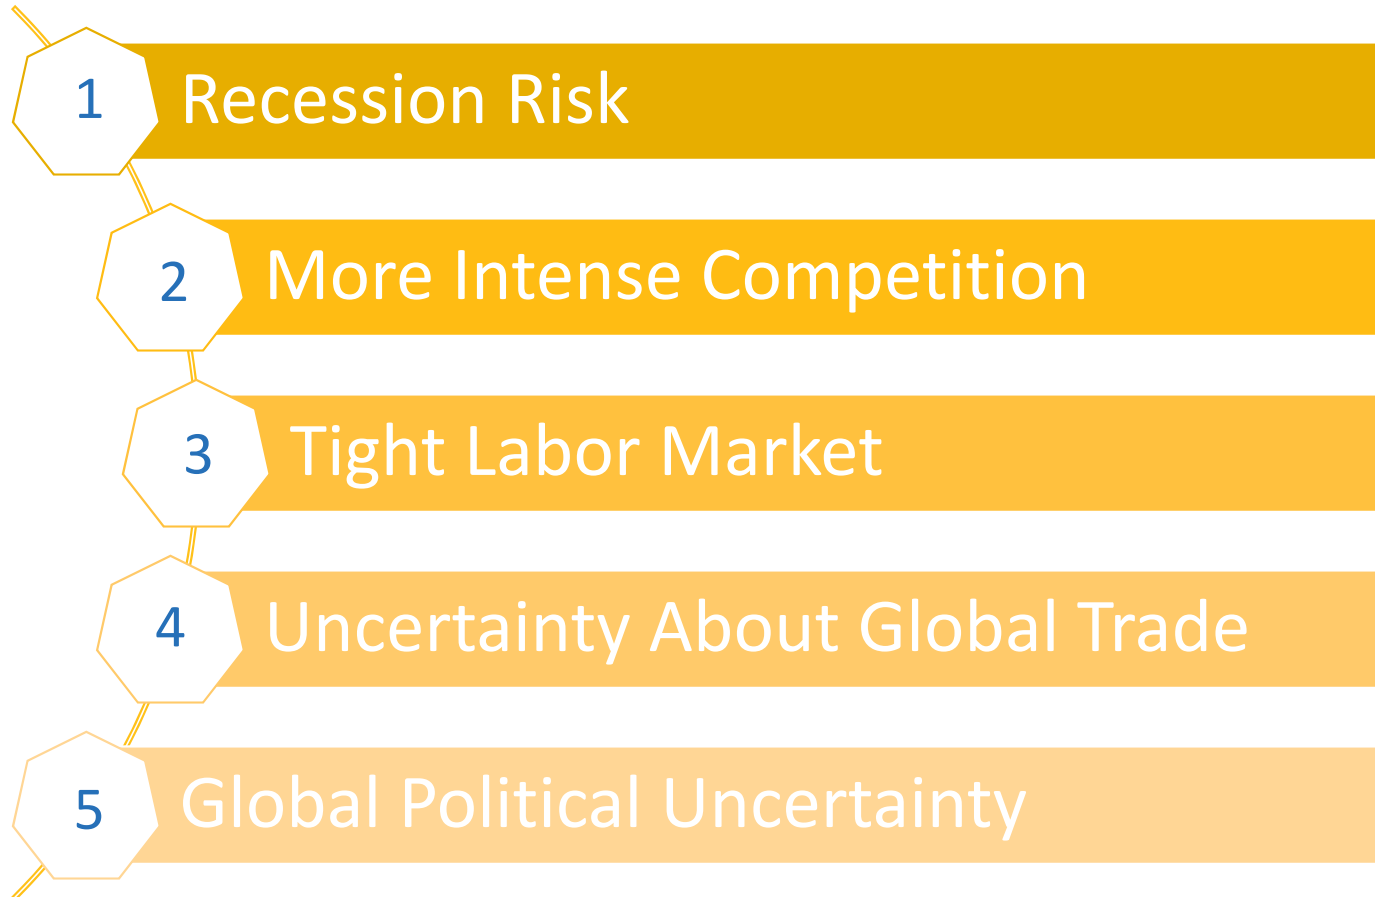 1 Recession Risk
2 More Intense Competition
3 Tight Labor Market
4 Uncertainty About Global Trade
5 Global Political Uncertainty